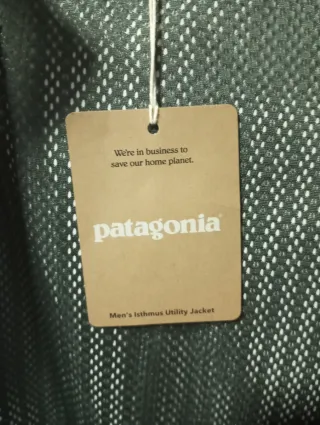 We're in business to
save our home planet.
patagonia
Men's Isthmus Utility Jacket